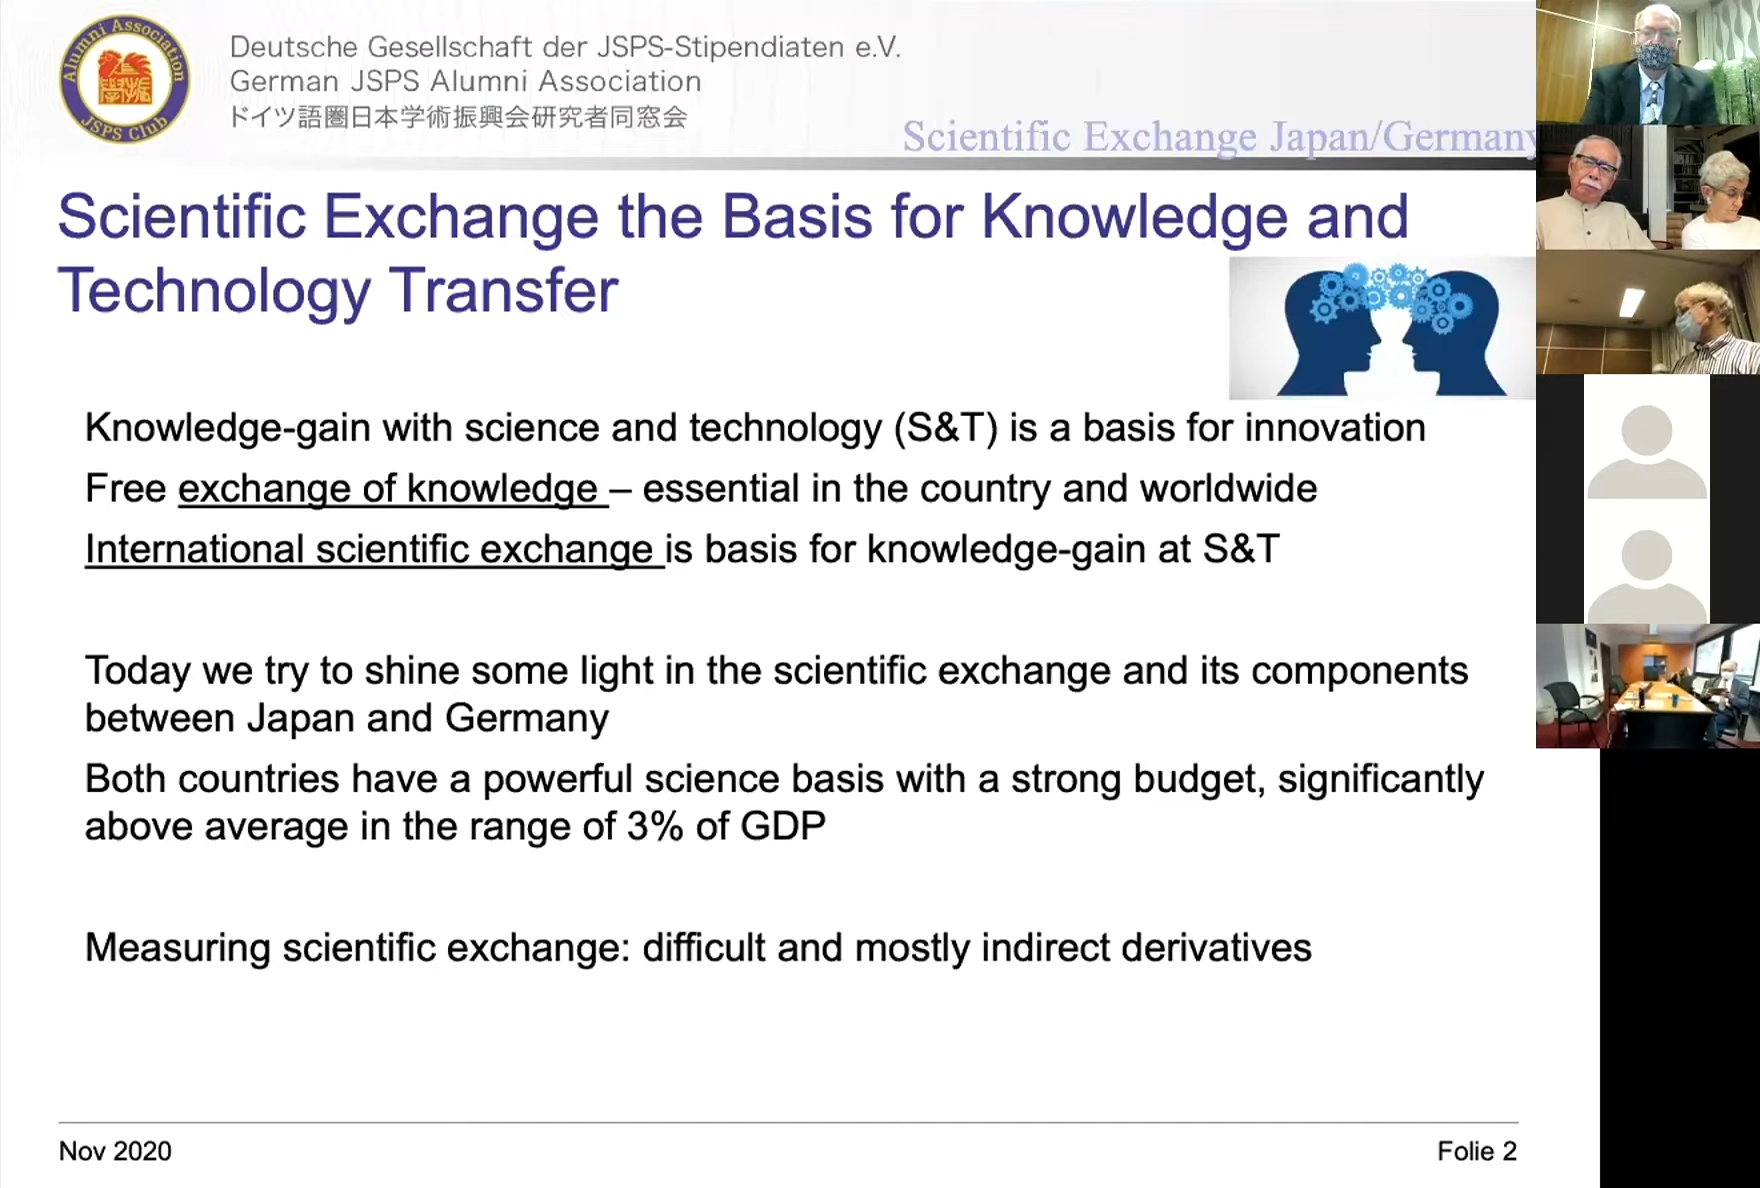 Alumni Association
JSPS Club
Deutsche Gesellschaft der JSPS-Stipendiaten e.V.
German JSPS Alumni Association
ドイツ語圏日本学術振興会研究者同窓会
Scientific Exchange Japan/Germany
Scientific Exchange the Basis for Knowledge and
Technology Transfer
Knowledge-gain with science and technology (S&T) is a basis for innovation
Free exchange of knowledge – essential in the country and worldwide
International scientific exchange is basis for knowledge-gain at S&T
Today we try to shine some light in the scientific exchange and its components
between Japan and Germany
Both countries have a powerful science basis with a strong budget, significantly
above average in the range of 3% of GDP
Measuring scientific exchange: difficult and mostly indirect derivatives
Nov 2020
Folie 2